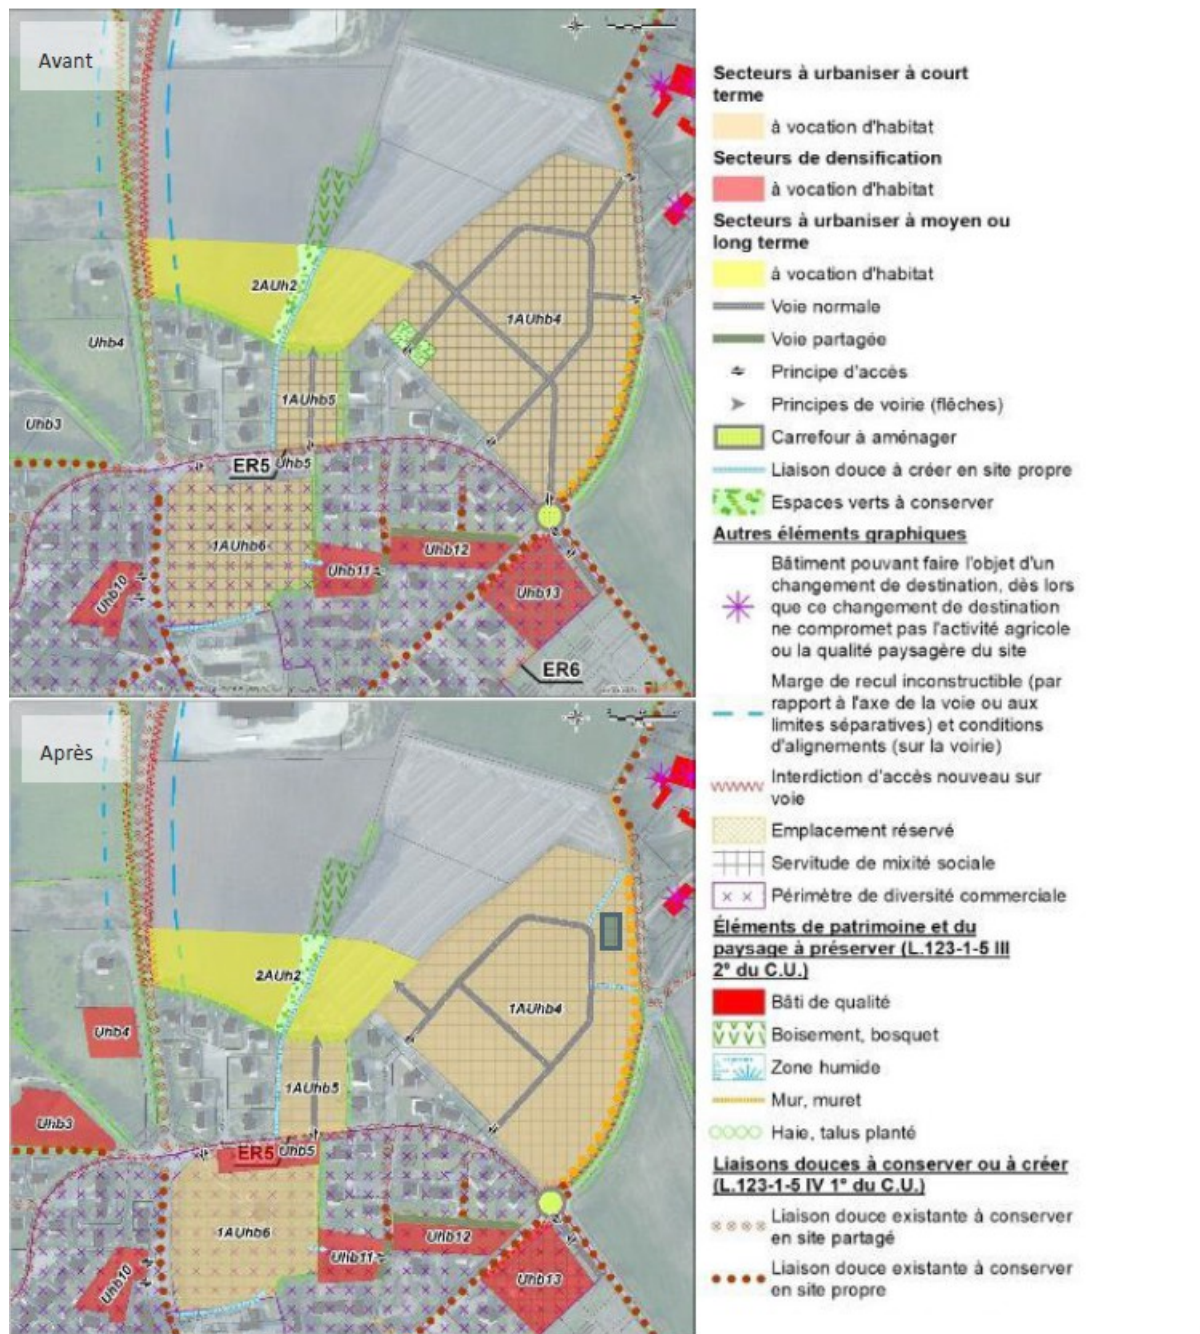 Avant
2AUh2
1AUhb4
Uhb4
1AUhb5
Uhb3
ER5
Uhb5
1AUhb6
Uhb12
Uhb11
Uhb10
Uhb13
ER6
Après
2AUh2
1AUhb4
Uhb4
1AUhb5
Uhb3
ER5
Uhb5
1AUhb6
Uhb12
Uhb11
Uhb10
Uhb13
Secteurs à urbaniser à court
terme
à vocation d'habitat
Secteurs de densification
à vocation d'habitat
Secteurs à urbaniser à moyen ou
long terme
à vocation d'habitat
Voie normale
Voie partagée
Principe d'accès
Principes de voirie (flêches)
Carrefour à aménager
Liaison douce à créer en site propre
Espaces verts à conserver
Autres éléments graphiques
Bâtiment pouvant faire l'objet d'un
changement de destination, dès lors
que ce changement de destination
ne compromet pas l'activité agricole
ou la qualité paysagère du site
Marge de recul inconstructible (par
rapport à l'axe de la voie ou aux
limites séparatives) et conditions
d'alignements (sur la voirie)
Interdiction d'accès nouveau sur
voie
Emplacement réservé
Servitude de mixité sociale
Périmètre de diversité commerciale
Éléments de patrimoine et du
paysage à préserver (L.123-1-5 III
2° du C.U.)
Bâti de qualité
Boisement, bosquet
Zone humide
Mur, muret
Haie, talus planté
Liaisons douces à conserver ou à créer
(L.123-1-5 IV 1° du C.U.)
Liaison douce existante à conserver
en site partagé
Liaison douce existante à conserver
en site propre